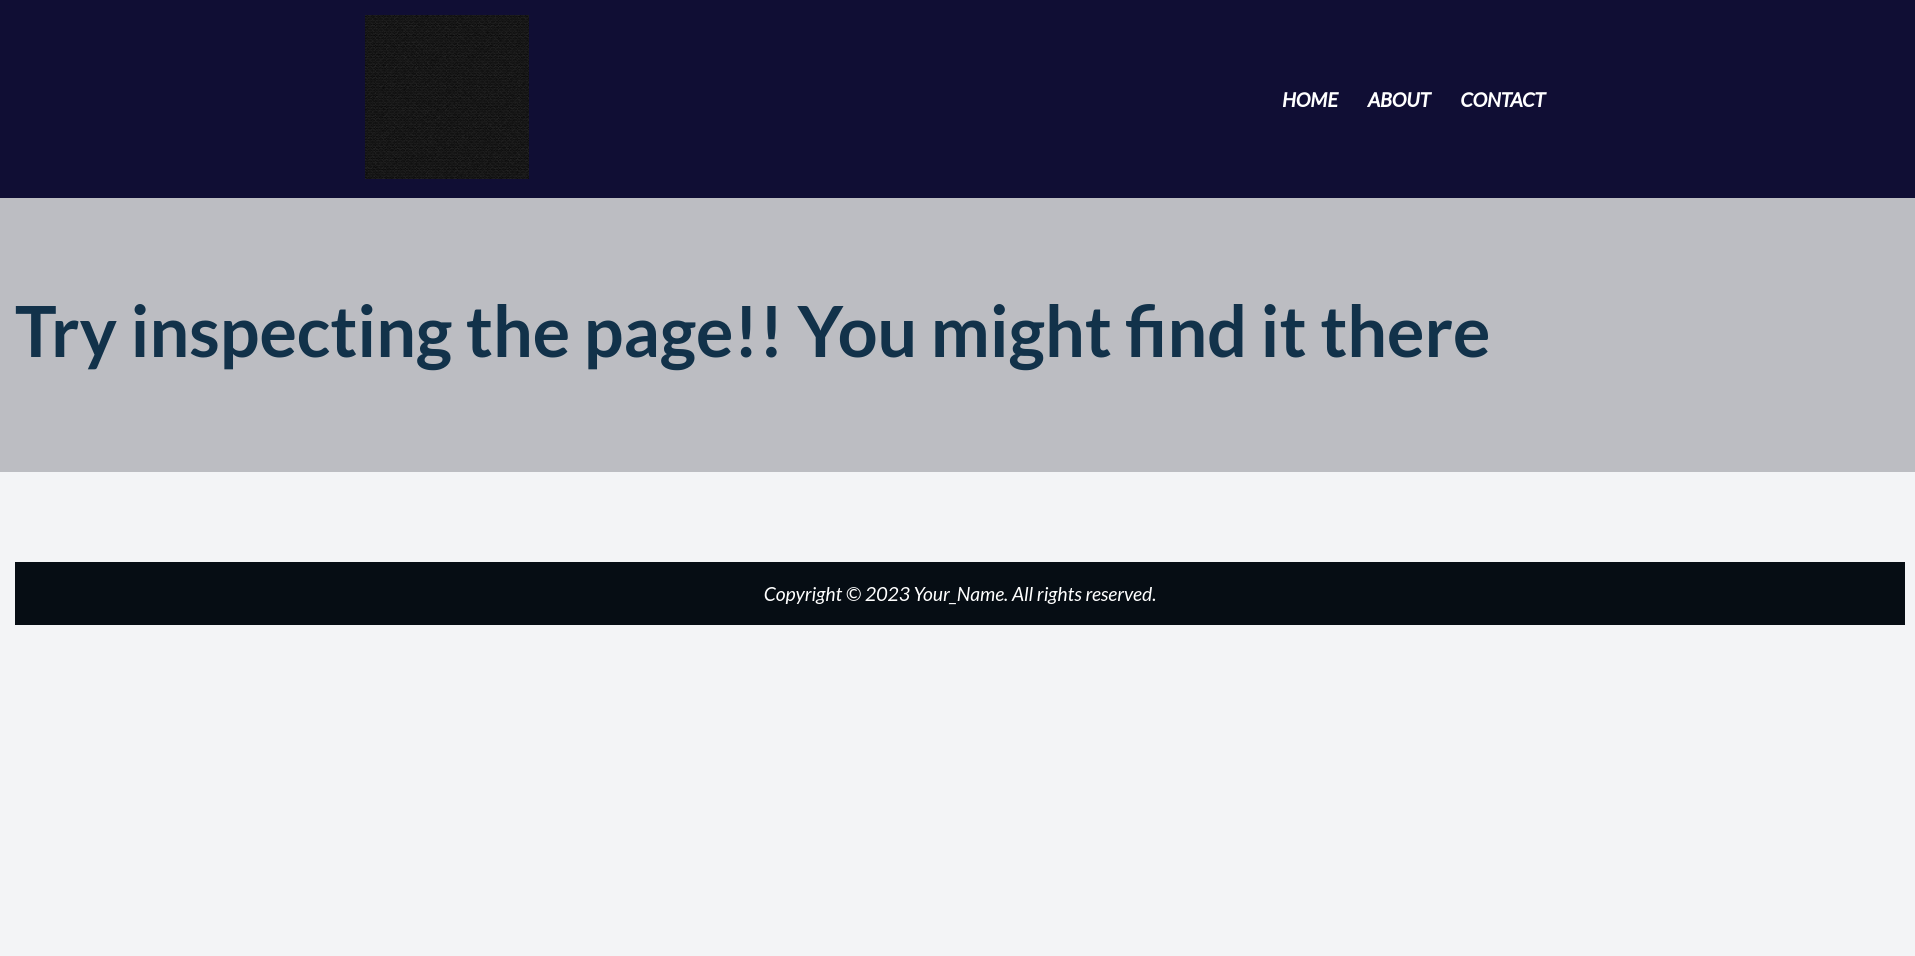 HOME ABOUT CONTACT
Try inspecting the page!! You might find it there
Copyright © 2023 Your_Name. All rights reserved.